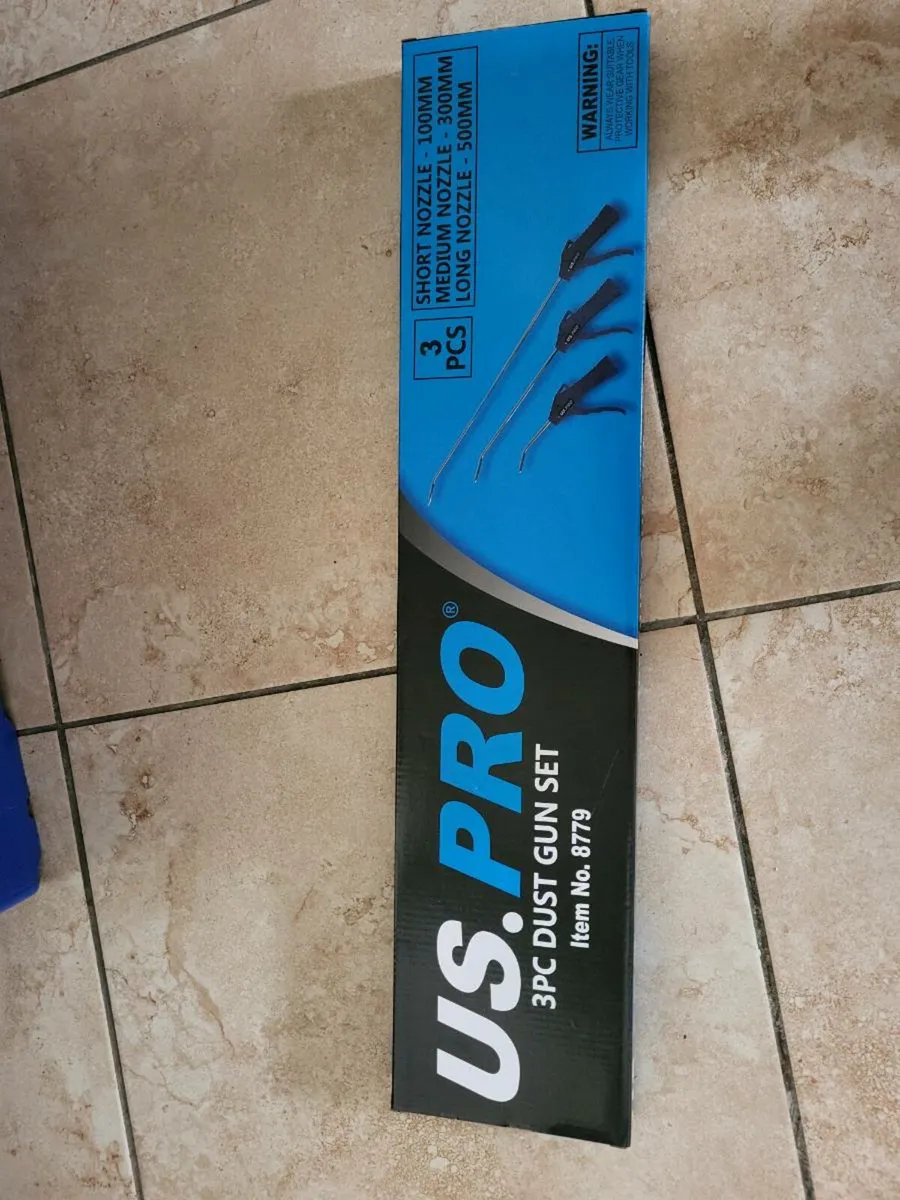 US.PRO®
3PC DUST GUN SET
Item No. 8779
3
PCS
SHORT NOZZLE - 100MM
MEDIUM NOZZLE - 300MM
LONG NOZZLE - 500MM
WARNING:
ALWAYS WEAR SUITABLE
PROTECTIVE GEAR WHEN
WORKING WITH TOOLS